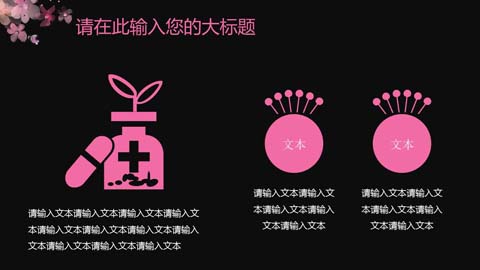 请在此输入您的大标题
文本
文本
请输入文本请输入文本请输入文本请输入文
本请输入文本请输入文本请输入文本请输入
文本请输入文本请输入文本请输入文本
请输入文本请输入文
本请输入文本请输入
文本请输入文本
请输入文本请输入文
本请输入文本请输入
文本请输入文本